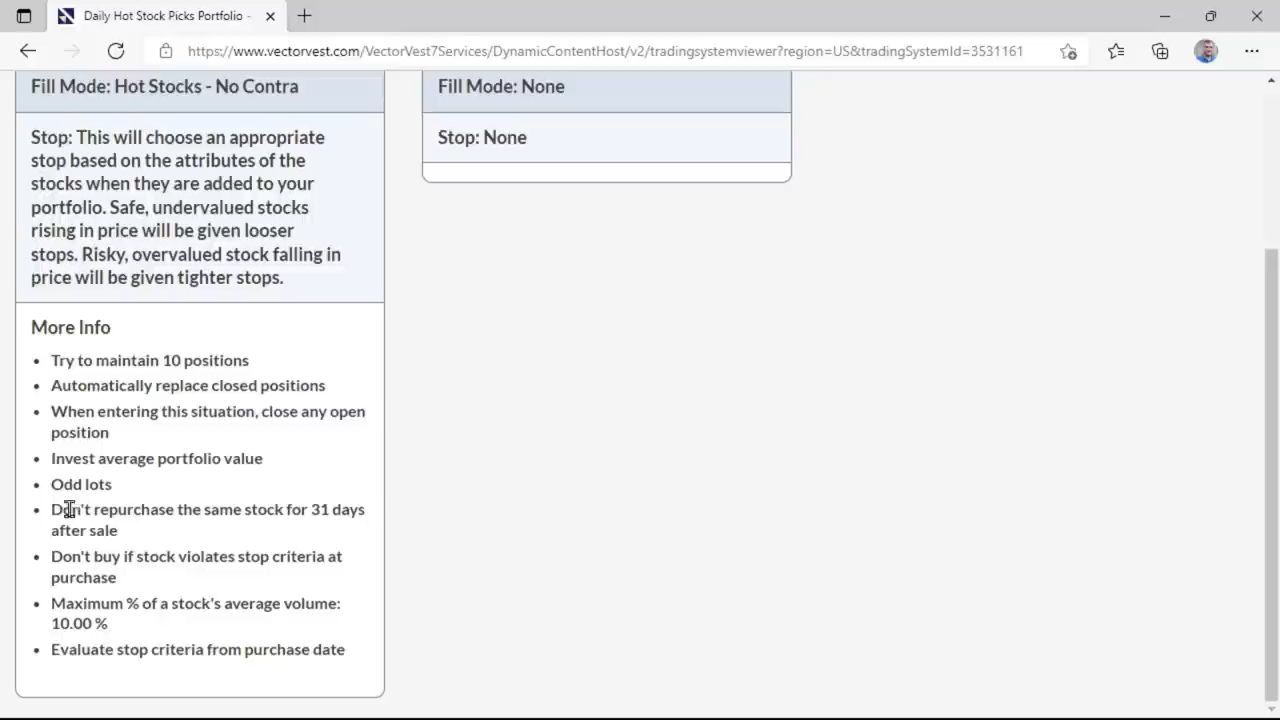 Daily Hot Stock Picks Portfolio -
https://www.vectorvest.com/VectorVest7Services/DynamicContentHost/v2/tradingsystemviewer?region=US&tradingSystemId=3531161
Fill Mode: Hot Stocks - No Contra
Stop: This will choose an appropriate
stop based on the attributes of the
stocks when they are added to your
portfolio. Safe, undervalued stocks
rising in price will be given looser
stops. Risky, overvalued stock falling in
price will be given tighter stops.
More Info
• Try to maintain 10 positions
• Automatically replace closed positions
• When entering this situation, close any open
position
• Invest average portfolio value
• Odd lots
• Don't repurchase the same stock for 31 days
after sale
• Don't buy if stock violates stop criteria at
purchase
• Maximum % of a stock's average volume:
10.00 %
• Evaluate stop criteria from purchase date
Fill Mode: None
Stop: None